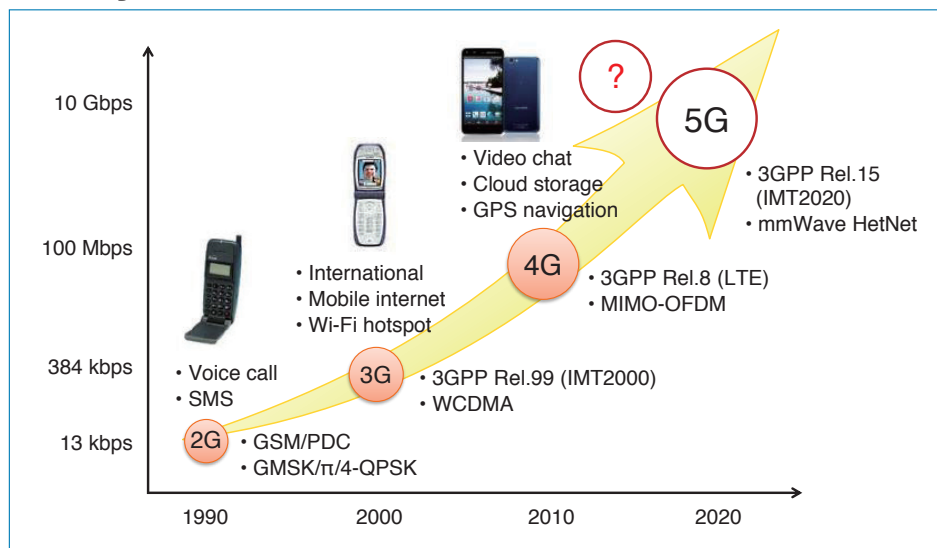 10 Gbps
?
5G
• Video chat
• Cloud storage
• GPS navigation
• 3GPP Rel.15
(IMT2020)
• mmWave HetNet
100 Mbps
• International
• Mobile internet
• Wi-Fi hotspot
4G
• 3GPP Rel.8 (LTE)
• MIMO-OFDM
384 kbps
• Voice call
• SMS
3G
• 3GPP Rel.99 (IMT2000)
• WCDMA
13 kbps
2G
• GSM/PDC
• GMSK/π/4-QPSK
1990
2000
2010
2020